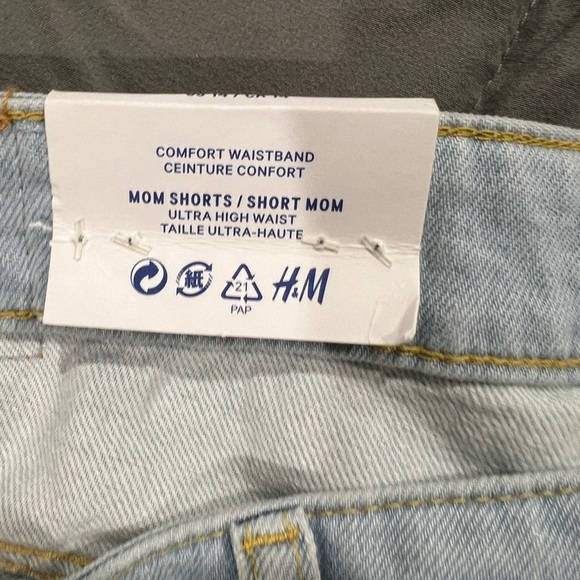 COMFORT WAISTBAND
CEINTURE CONFORT
MOM SHORTS / SHORT MOM
ULTRA HIGH WAIST
TAILLE ULTRA-HAUTE
紙 21 H&M
PAP